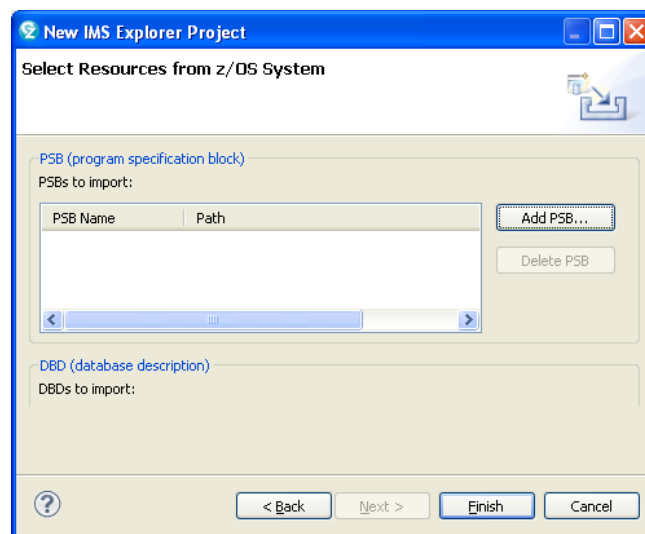 New IMS Explorer Project
Select Resources from z/OS System
PSB (program specification block)
PSBs to import:
PSB Name Path
Add PSB...
Delete PSB
DBD (database description)
DBDs to import:
? < Back Next > Finish Cancel